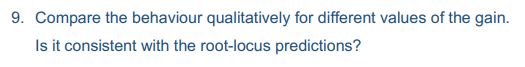 9. Compare the behaviour qualitatively for different values of the gain.
Is it consistent with the root-locus predictions?